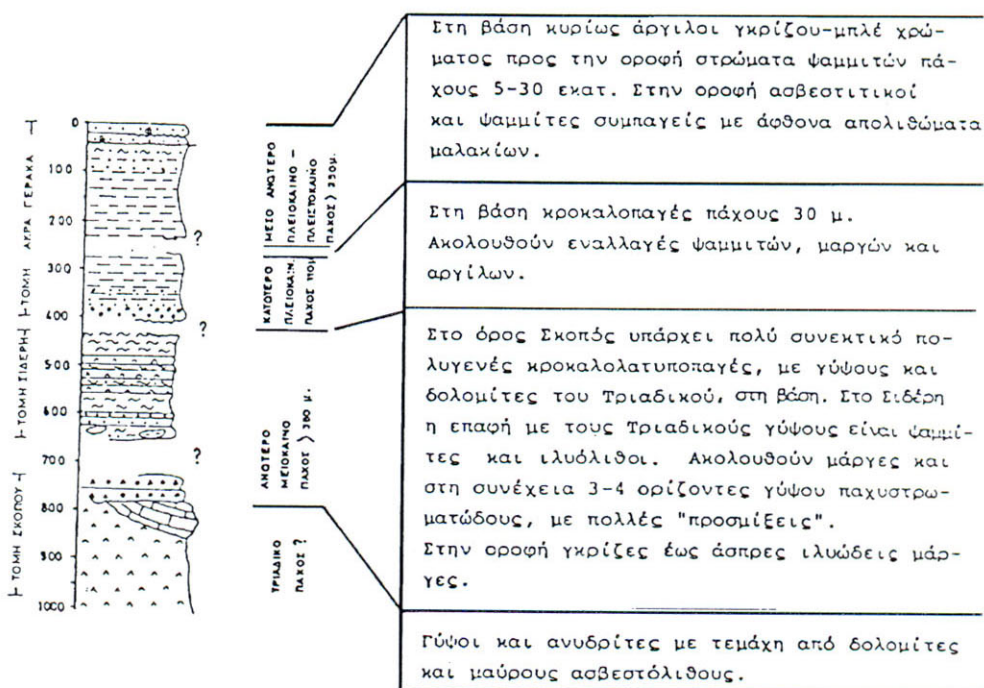 Στη βάση κυρίως άργιλοι γκρίζου-μπλέ χρώ-
ματος προς την οροφή στρώματα ψαμμιτών πά-
χους 5-30 εκατ. Στην οροφή ασβεστιτικοί
και ψαμμίτες συμπαγείς με άφθονα απολιθώματα
μαλακίων.
Στη βάση κροκαλοπαγές πάχους 30 μ.
Ακολουθούν εναλλαγές ψαμμιτών, μαργών και
αργίλων.
Στο όρος Σκοπός υπάρχει πολύ συνεκτικό πο-
λυγενές κροκαλολατυποπαγές, με γύψους και
δολομίτες του Τριαδικού, στη βάση. Στο Σιδέρη
η επαφή με τους Τριαδικούς γύψους είναι ψαμμί-
τες και ιλυόλιθοι. Ακολουθούν μάργες και
στη συνέχεια 3-4 ορίζοντες γύψου παχυστρω-
ματώδους, με πολλές "προσμίξεις".
Στην οροφή γκρίζες έως άσπρες ιλυώδεις μάρ-
γες.
Γύψοι και ανυδρίτες με τεμάχη από δολομίτες
και μαύρους ασβεστόλιθους.
ΤΟΜΗ ΑΚΡΑ ΓΕΡΑΚΑ
ΤΟΜΗ ΣΙΔΕΡΗ
ΤΟΜΗ ΣΚΟΠΟΥ
0
100
200
300
400
500
600
700
800
900
1000
?
?
?
ΜΕΣΟ ΑΝΩΤΕΡΟ
ΠΛΕΙΟΚΑΙΝΟ –
ΠΛΕΙΣΤΟΚΑΙΝΟ
ΠΑΧΟΣ > 250μ.
ΚΑΤΩΤΕΡΟ
ΠΛΕΙΟΚΑΙΝ.
ΠΑΧΟΣ
ΑΝΩΤΕΡΟ
ΜΕΙΟΚΑΙΝΟ
ΠΑΧΟΣ > 380 μ.
ΤΡΙΑΔΙΚΟ
ΠΑΧΟΣ ?